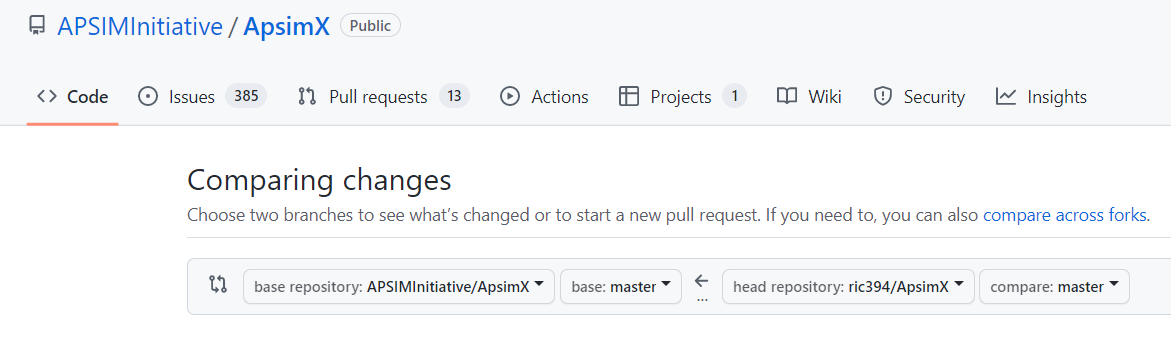 APSIMInitiative / ApsimX Public
Code Issues 385 Pull requests 13 Actions Projects 1 Wiki Security Insights
Comparing changes
Choose two branches to see what’s changed or to start a new pull request. If you need to, you can also compare across forks.
base repository: APSIMInitiative/ApsimX base: master ← ... head repository: ric394/ApsimX compare: master